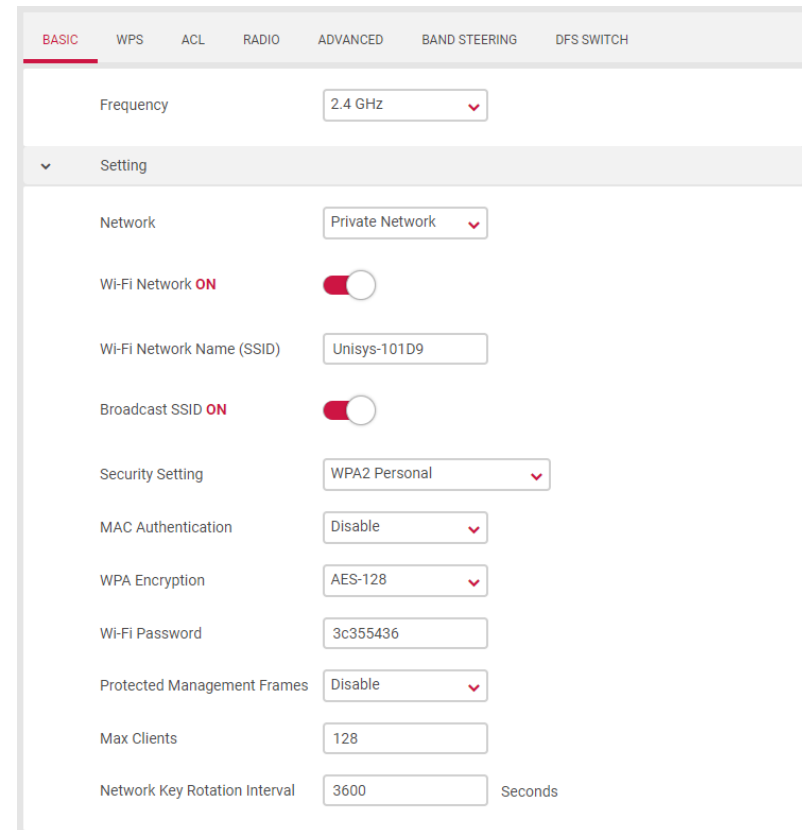 BASIC WPS ACL RADIO ADVANCED BAND STEERING DFS SWITCH
Frequency 2.4 GHz
Setting
Network Private Network
Wi-Fi Network ON
Wi-Fi Network Name (SSID) Unisys-101D9
Broadcast SSID ON
Security Setting WPA2 Personal
MAC Authentication Disable
WPA Encryption AES-128
Wi-Fi Password 3c355436
Protected Management Frames Disable
Max Clients 128
Network Key Rotation Interval 3600 Seconds